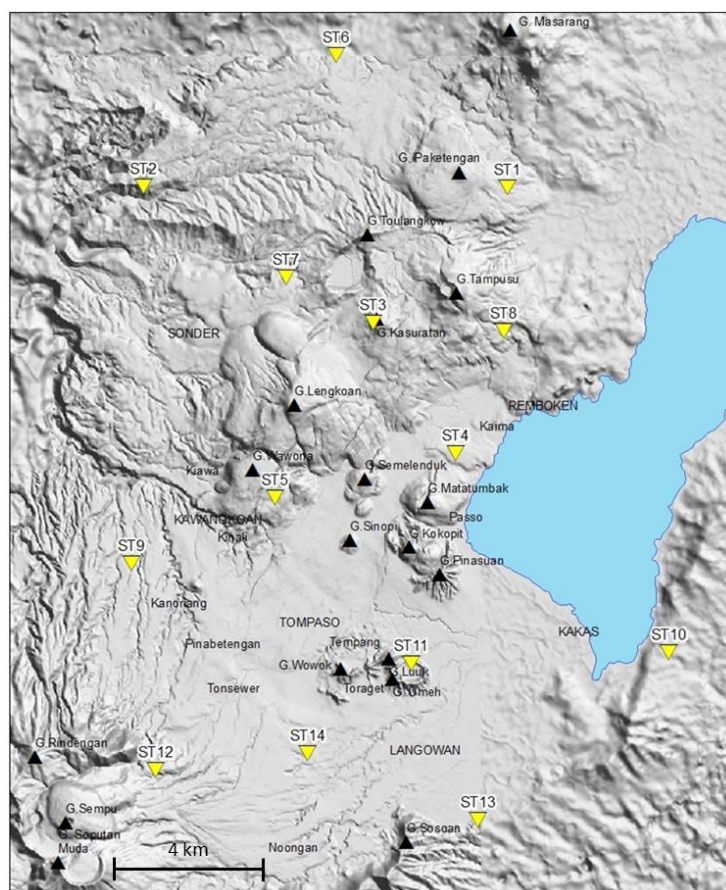 G. Masarang
ST6
G. Paketengan
ST2
ST1
G.Toulangkow
ST7
G.Tampusu
ST3
ST8
SONDER
G.Kasuratan
G.Lengkoan
REMBOKEN
Kaima
ST4
G.Wawona
Kiawa
G.Semelenduk
ST5
G.Matatumbak
KAWANGKOAN
Passo
G.Sinopi
Kinali
G.Kokopit
ST9
G.Pinasuan
Kanonang
TOMPASO
KAKAS
Pinabetengan
Tempang
ST11
ST10
G.Wowok
G.Luuk
Tonsewer
Toraget
G. Umeh
G.Rindengan
ST12
ST14
LANGOWAN
G.Sempu
ST13
G. Soputan
Muda
G.Sosoan
4 km
Noongan